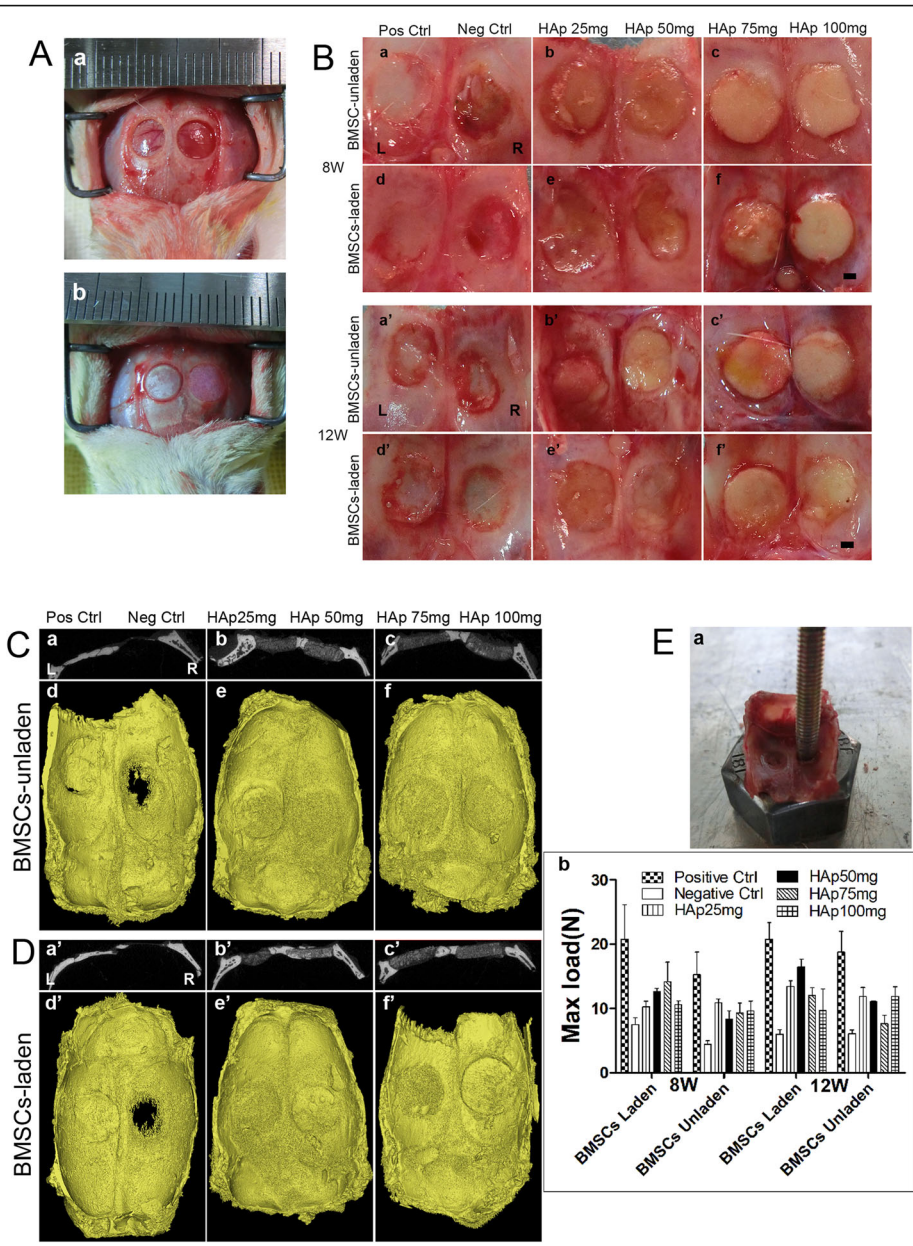 A
a
b
B
Pos Ctrl Neg Ctrl HAp 25mg HAp 50mg HAp 75mg HAp 100mg
BMSC-unladen
a b c
L R
8W
BMSCs-laden
d e f
BMSCs-unladen
a' b' c'
L R
12W
BMSCs-laden
d' e' f'
Pos Ctrl Neg Ctrl HAp25mg HAp 50mg HAp 75mg HAp 100mg
C
a b c
L R
BMSCs-unladen
d e f
D
a' b' c'
L R
BMSCs-laden
d' e' f'
E
a
b
Positive Ctrl HAp50mg
Negative Ctrl HAp75mg
HAp25mg HAp100mg
Max load(N)
30
20
10
0
8W 12W
BMSCs Laden BMSCs Unladen BMSCs Laden BMSCs Unladen